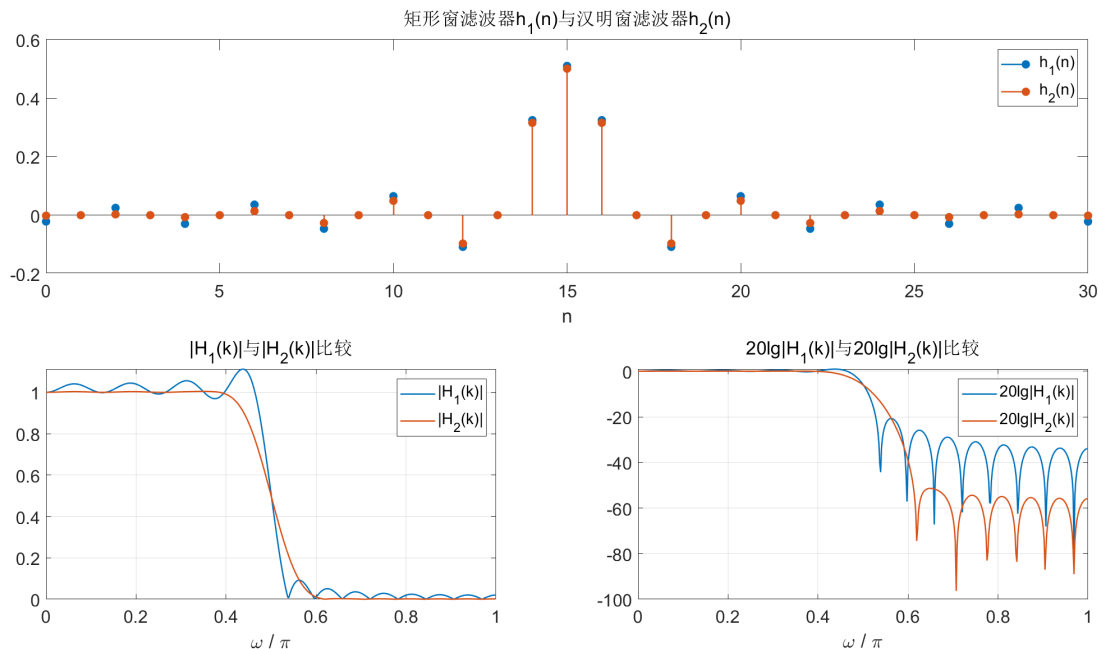 矩形窗滤波器h₁(n)与汉明窗滤波器h₂(n)
0.6
0.4
0.2
0
-0.2
h₁(n)
h₂(n)
0 5 10 15 20 25 30
n
|H₁(k)|与|H₂(k)|比较
1
0.8
0.6
0.4
0.2
0
|H₁(k)|
|H₂(k)|
0 0.2 0.4 0.6 0.8 1
ω / π
20lg|H₁(k)|与20lg|H₂(k)|比较
0
-20
-40
-60
-80
-100
20lg|H₁(k)|
20lg|H₂(k)|
0 0.2 0.4 0.6 0.8 1
ω / π